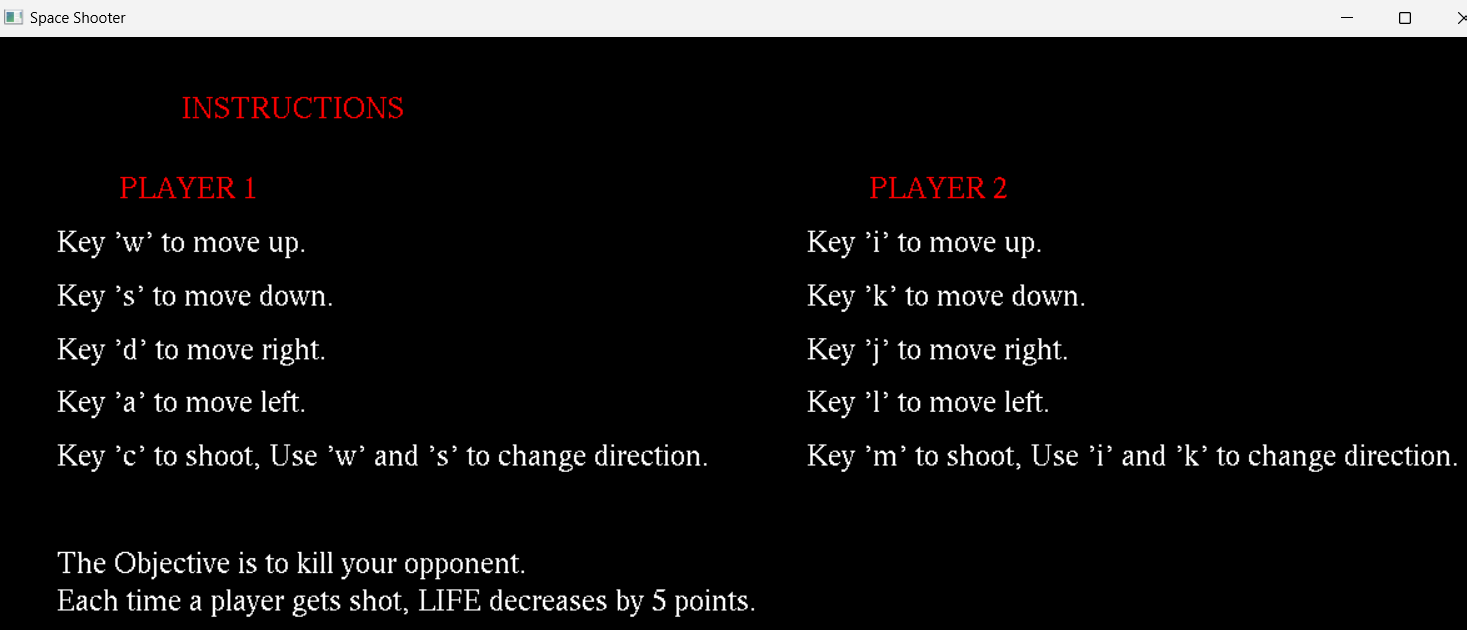 Space Shooter
INSTRUCTIONS
PLAYER 1
Key ’w’ to move up.
Key ’s’ to move down.
Key ’d’ to move right.
Key ’a’ to move left.
Key ’c’ to shoot, Use ’w’ and ’s’ to change direction.
PLAYER 2
Key ’i’ to move up.
Key ’k’ to move down.
Key ’j’ to move right.
Key ’l’ to move left.
Key ’m’ to shoot, Use ’i’ and ’k’ to change direction.
The Objective is to kill your opponent.
Each time a player gets shot, LIFE decreases by 5 points.